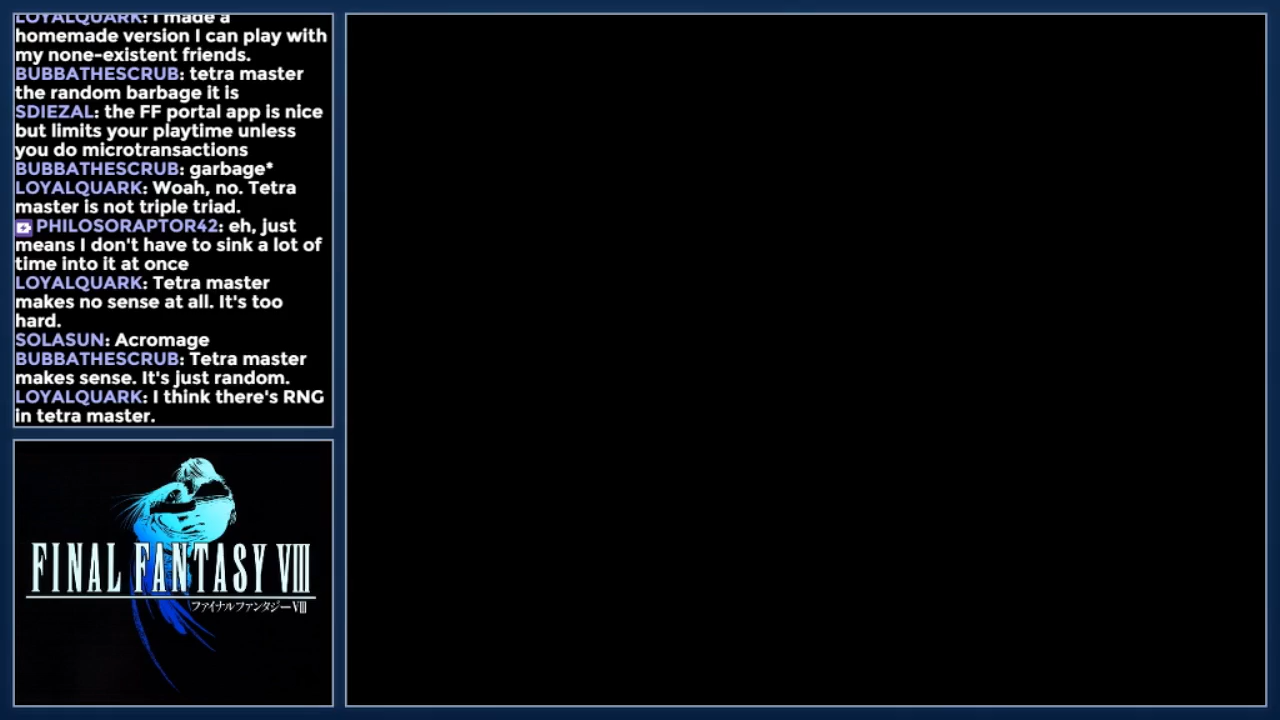 LOYALQUARK: I made a
homemade version I can play with
my none-existent friends.
BUBBATHESCRUB: tetra master
the random barbage it is
SDIEZAL: the FF portal app is nice
but limits your playtime unless
you do microtransactions
BUBBATHESCRUB: garbage*
LOYALQUARK: Woah, no. Tetra
master is not triple triad.
PHILOSORAPTOR42: eh, just
means I don't have to sink a lot of
time into it at once
LOYALQUARK: Tetra master
makes no sense at all. It's too
hard.
SOLASUN: Acromage
BUBBATHESCRUB: Tetra master
makes sense. It's just random.
LOYALQUARK: I think there's RNG
in tetra master.
FINAL FANTASY VIII
ファイナルファンタジーVIII